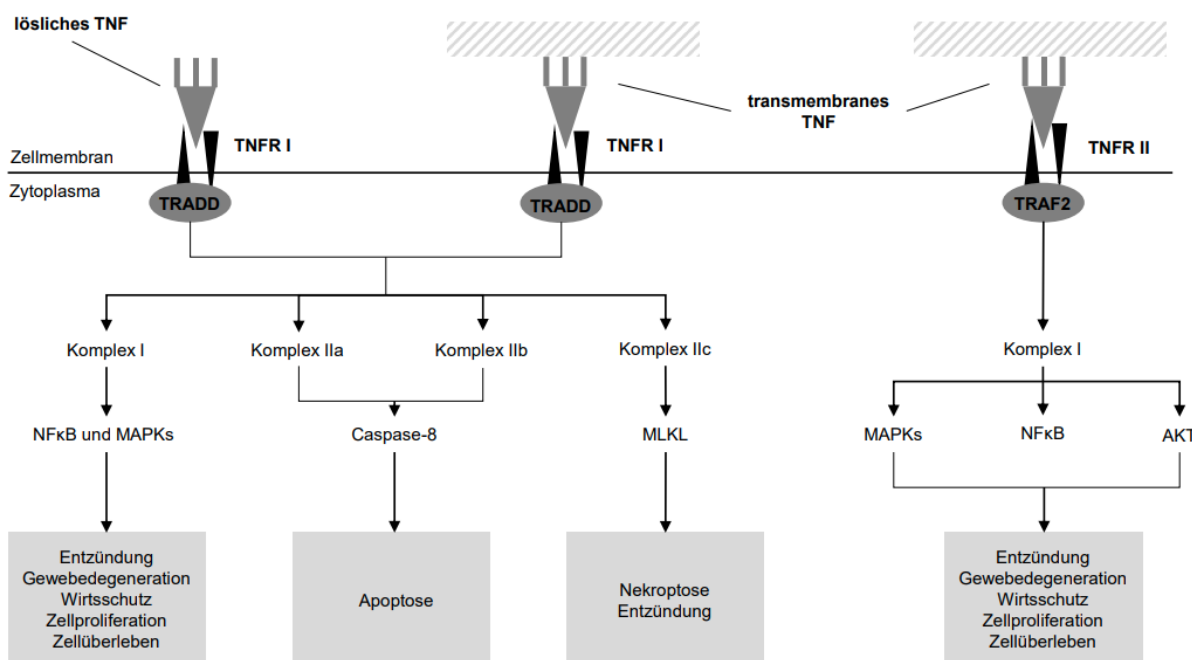 lösliches TNF
transmembranes
TNF
TNFR I
TNFR I
TNFR II
Zellmembran
Zytoplasma
TRADD
TRADD
TRAF2
Komplex I
Komplex IIa
Komplex IIb
Komplex IIc
Komplex I
NFκB und MAPKs
Caspase-8
MLKL
MAPKs
NFκB
AKT
Entzündung
Gewebedegeneration
Wirtsschutz
Zellproliferation
Zellüberleben
Apoptose
Nekroptose
Entzündung
Entzündung
Gewebedegeneration
Wirtsschutz
Zellproliferation
Zellüberleben